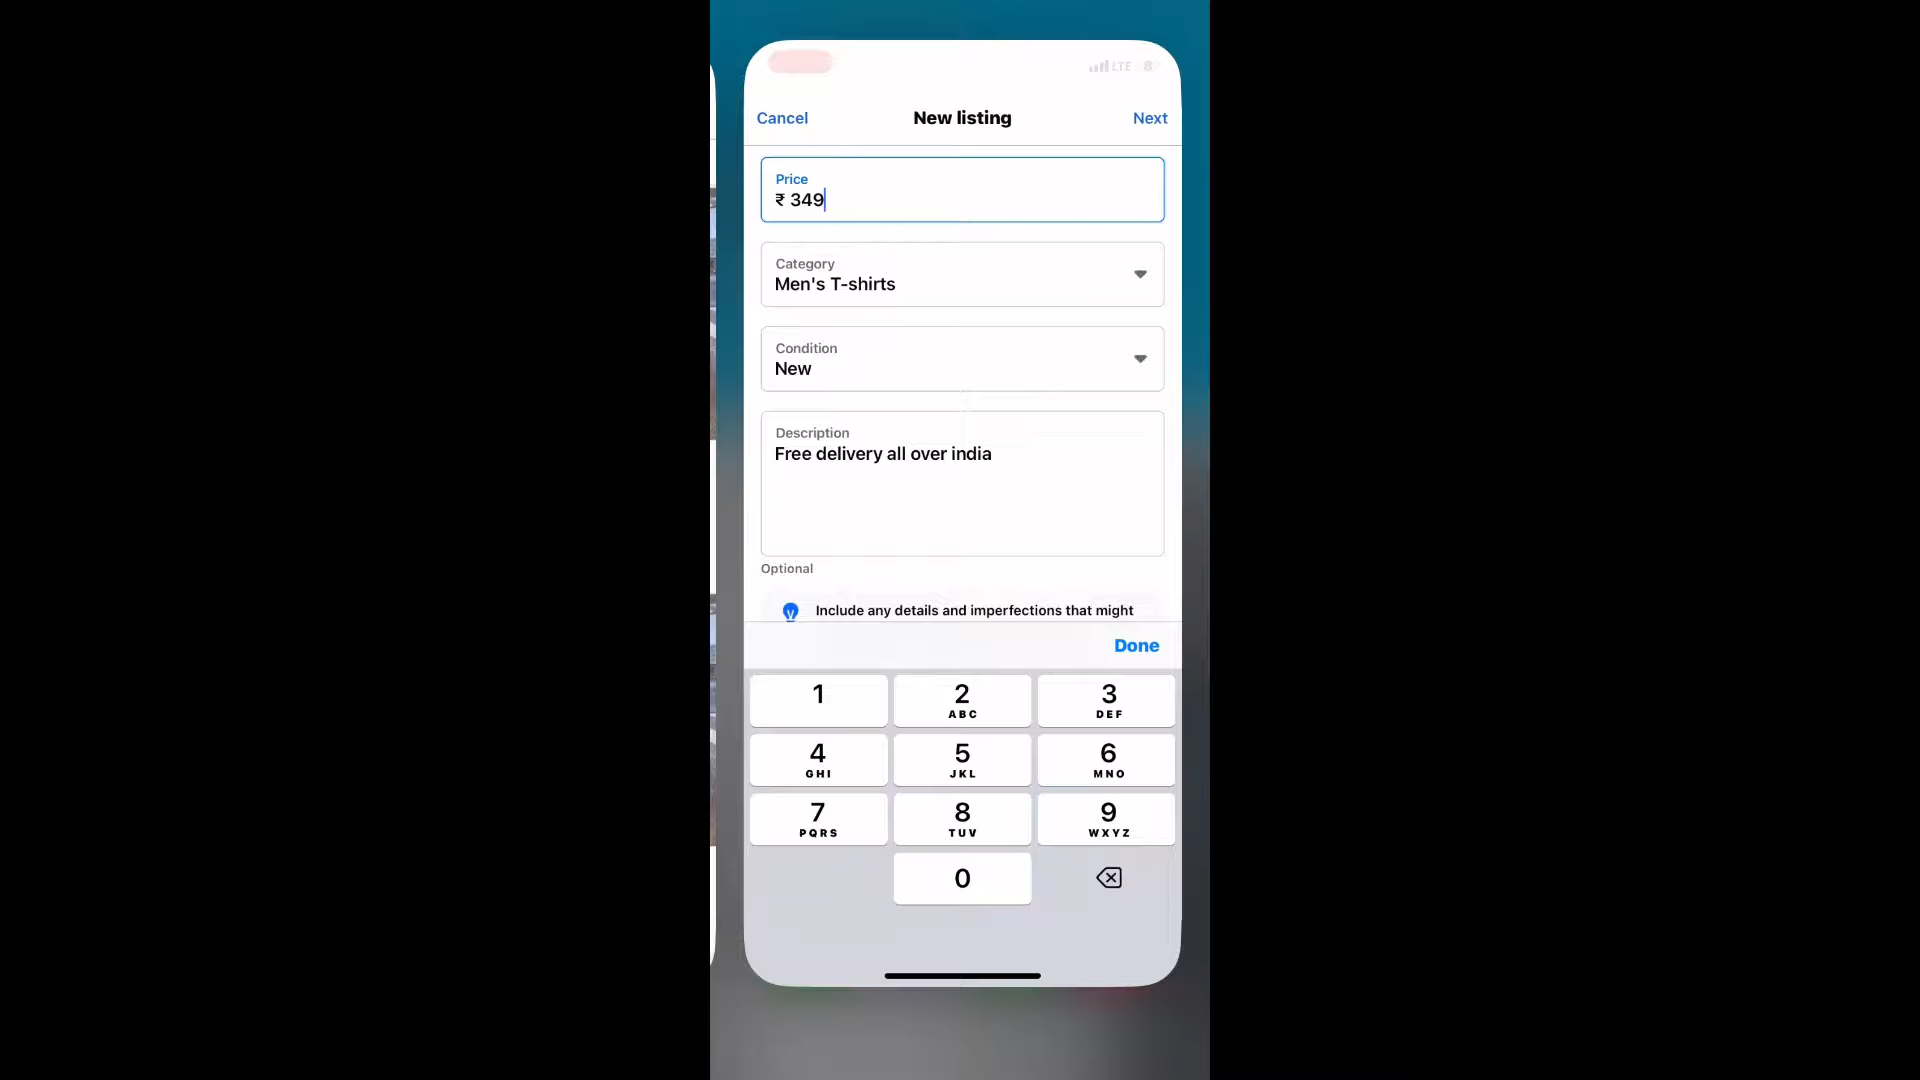 LTE 8
Cancel New listing Next
Price
₹ 349
Category
Men's T-shirts
Condition
New
Description
Free delivery all over india
Optional
Include any details and imperfections that might
Done
1 2 3
ABC DEF
4 5 6
GHI JKL MNO
7 8 9
PQRS TUV WXYZ
0